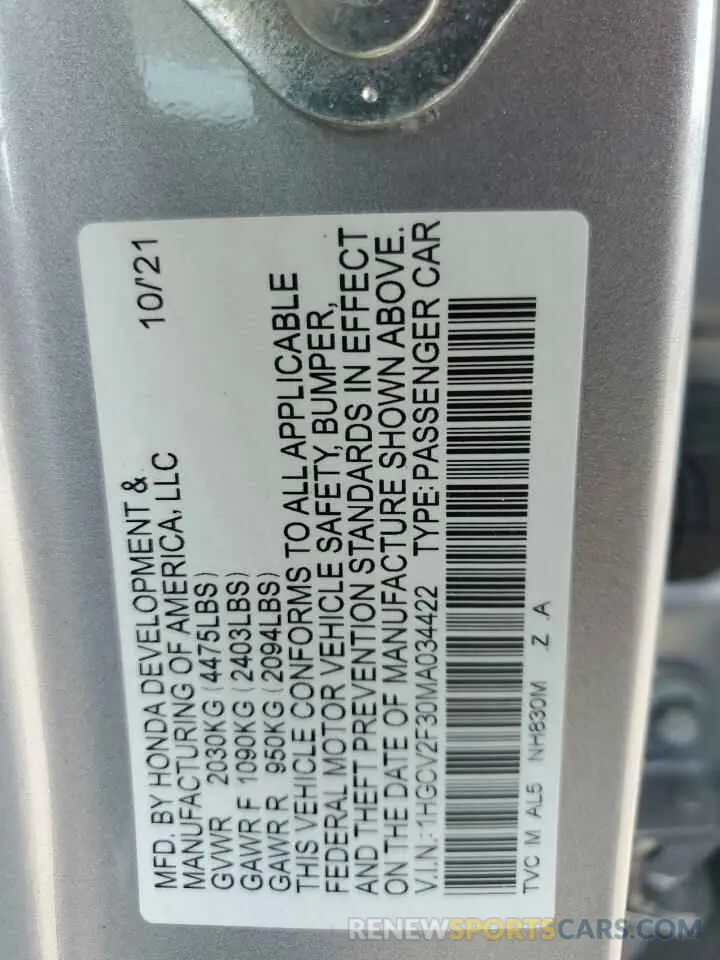 MFD. BY HONDA DEVELOPMENT & 10/'21
MANUFACTURING OF AMERICA, LLC
GVWR 2030KG (4475LBS)
GAWR F 1090KG (2403LBS)
GAWR R 950KG (2094LBS)
THIS VEHICLE CONFORMS TO ALL APPLICABLE
FEDERAL MOTOR VEHICLE SAFETY, BUMPER,
AND THEFT PREVENTION STANDARDS IN EFFECT
ON THE DATE OF MANUFACTURE SHOWN ABOVE.
V.I.N.: 1HGCV2F30MA034422 TYPE: PASSENGER CAR
TVC M AL5 NH830M Z .A
RENEWSPORTSCARS.COM